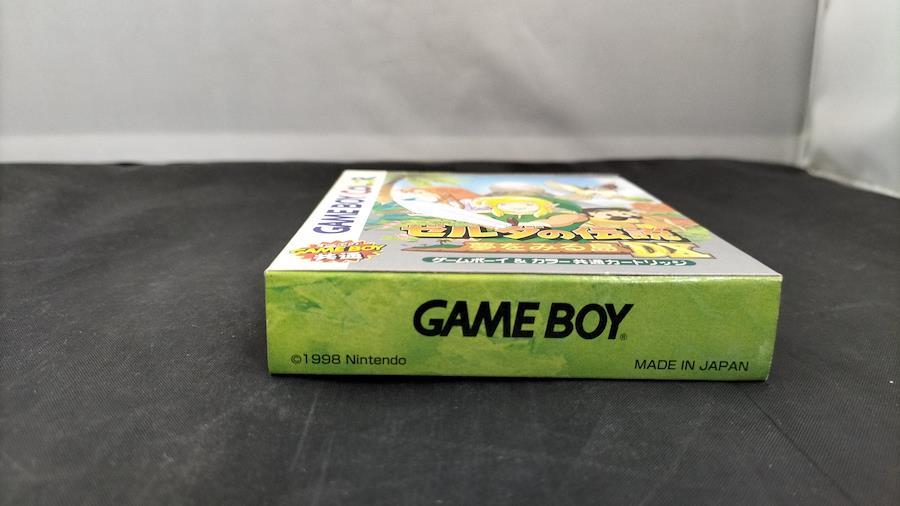 GAME BOY COLOR
GAME BOY
共通
ゼルダの伝説
夢をみる島 DX
ゲームボーイ&カラー共通カートリッジ
GAME BOY®
©1998 Nintendo
MADE IN JAPAN